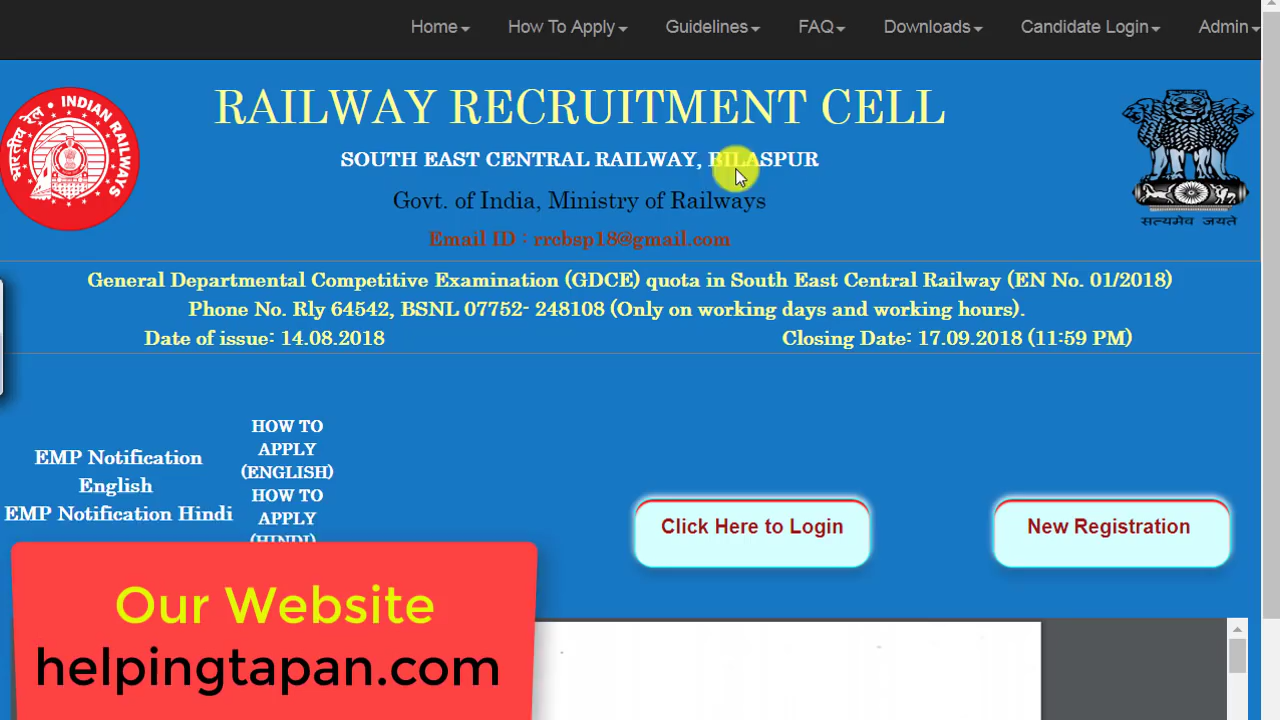 Home How To Apply Guidelines FAQ Downloads Candidate Login Admin
INDIAN RAILWAYS
भारतीय रेल
RAILWAY RECRUITMENT CELL
SOUTH EAST CENTRAL RAILWAY, BILASPUR
Govt. of India, Ministry of Railways
Email ID : rrcbsp18@gmail.com
सत्यमेव जयते
General Departmental Competitive Examination (GDCE) quota in South East Central Railway (EN No. 01/2018)
Phone No. Rly 64542, BSNL 07752- 248108 (Only on working days and working hours).
Date of issue: 14.08.2018 Closing Date: 17.09.2018 (11:59 PM)
EMP Notification
English
EMP Notification Hindi
HOW TO
APPLY
(ENGLISH)
HOW TO
APPLY
(HINDI)
Click Here to Login
New Registration
Our Website
helpingtapan.com